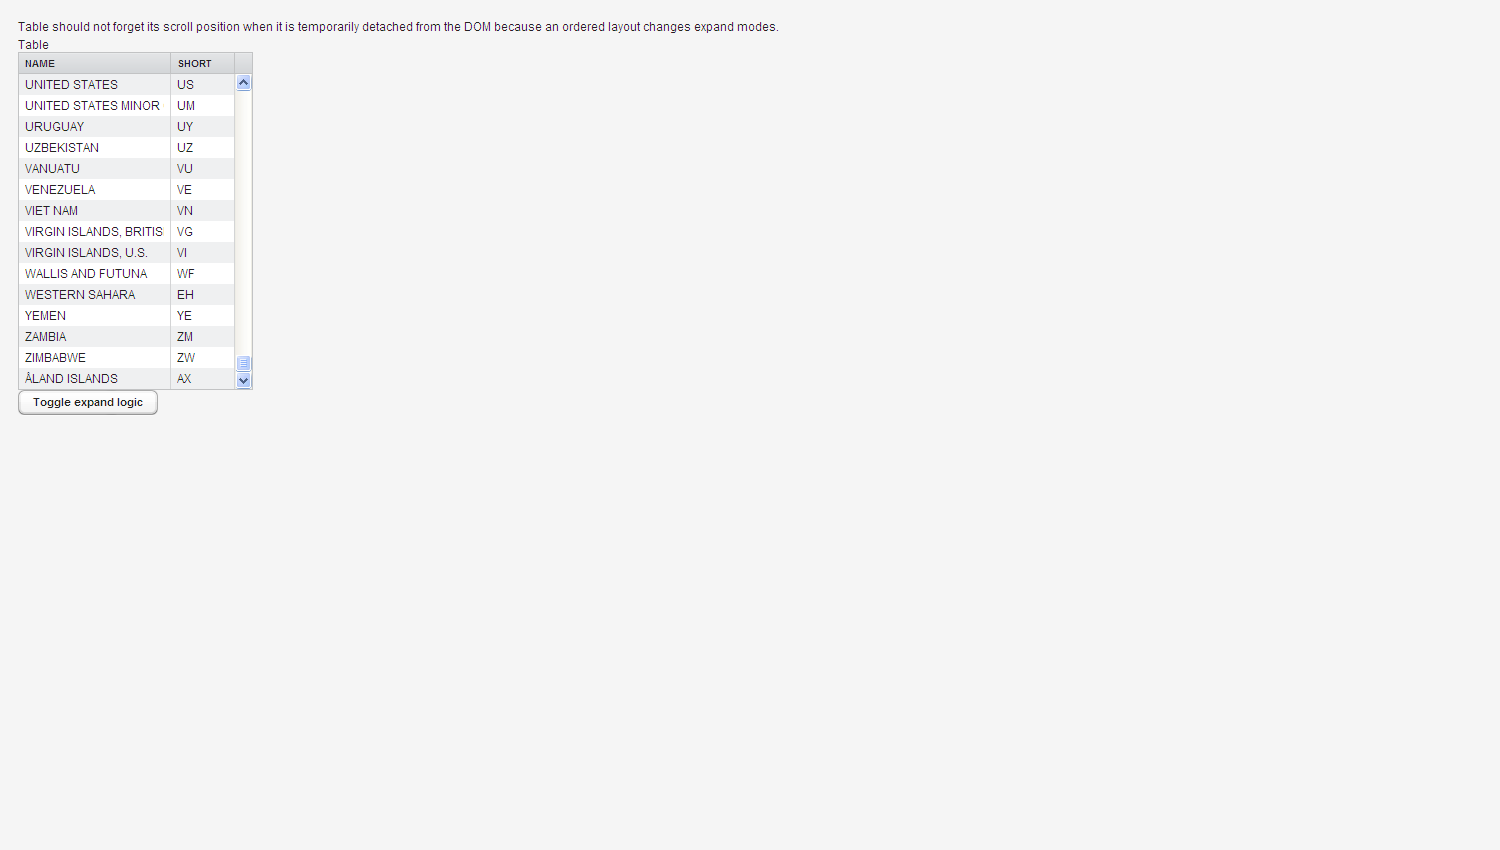 Table should not forget its scroll position when it is temporarily detached from the DOM because an ordered layout changes expand modes.
Table
NAME SHORT
UNITED STATES US
UNITED STATES MINOR UM
URUGUAY UY
UZBEKISTAN UZ
VANUATU VU
VENEZUELA VE
VIET NAM VN
VIRGIN ISLANDS, BRITIS VG
VIRGIN ISLANDS, U.S. VI
WALLIS AND FUTUNA WF
WESTERN SAHARA EH
YEMEN YE
ZAMBIA ZM
ZIMBABWE ZW
ÅLAND ISLANDS AX
Toggle expand logic